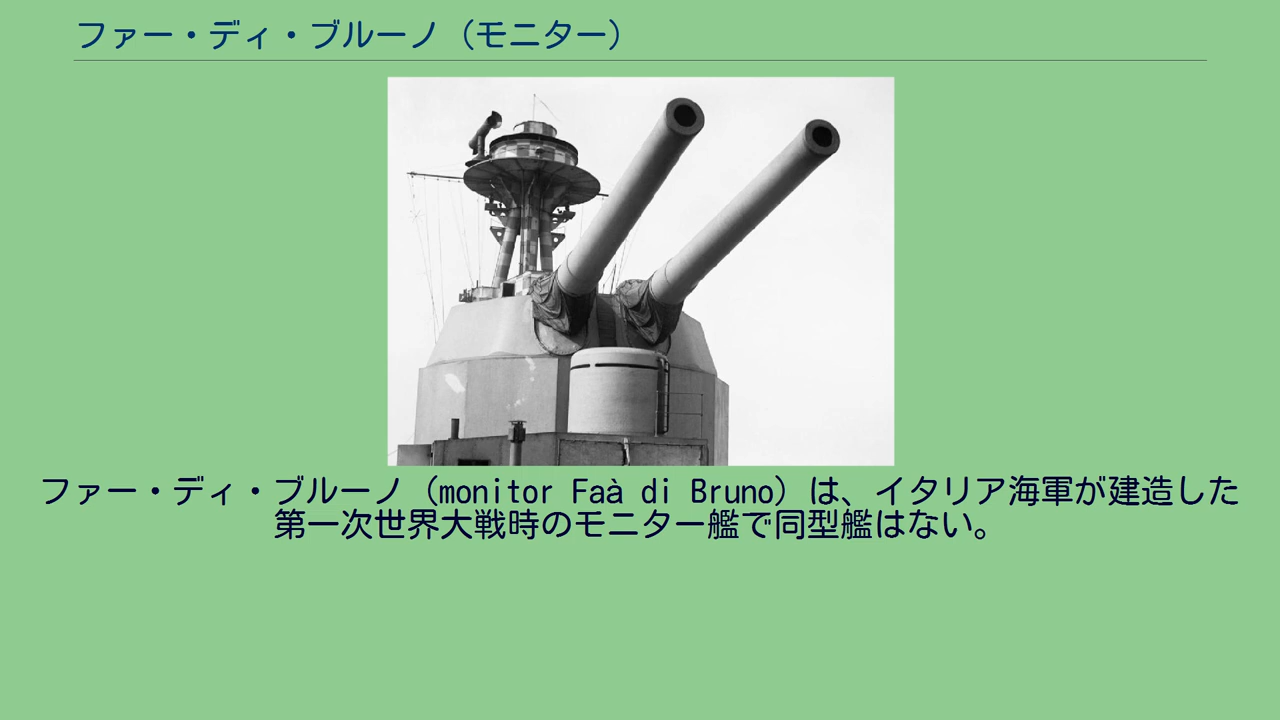 ファー・ディ・ブルーノ（モニター）
ファー・ディ・ブルーノ（monitor Faà di Bruno）は、イタリア海軍が建造した
第一次世界大戦時のモニター艦で同型艦はない。